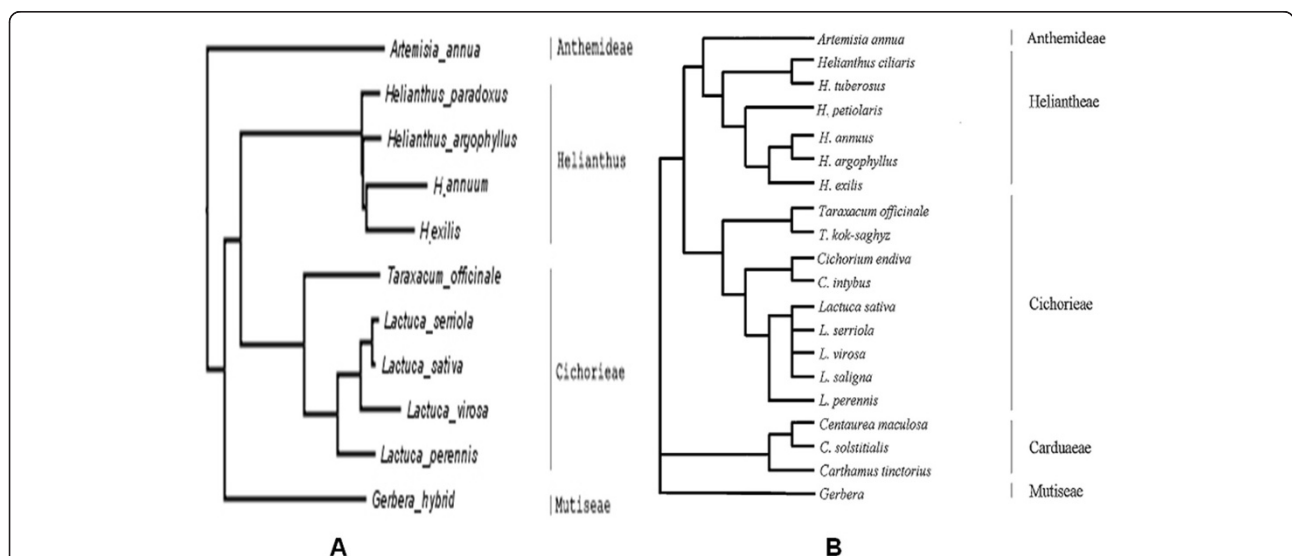 Artemisia_annua
Anthemideae
Helianthus_paradoxus
Helianthus_argophyllus
H.annuum
H.exilis
Helianthus
Taraxacum_officinale
Lactuca_serriola
Lactuca_sativa
Lactuca_virosa
Lactuca_perennis
Cichorieae
Gerbera_hybrid
Mutiseae
A
Artemisia annua
Anthemideae
Helianthus ciliaris
H. tuberosus
H. petiolaris
H. annuus
H. argophyllus
H. exilis
Heliantheae
Taraxacum officinale
T. kok-saghyz
Cichorium endiva
C. intybus
Lactuca sativa
L. serriola
L. virosa
L. saligna
L. perennis
Cichorieae
Centaurea maculosa
C. solstitialis
Carthamus tinctorius
Carduaeae
Gerbera
Mutiseae
B